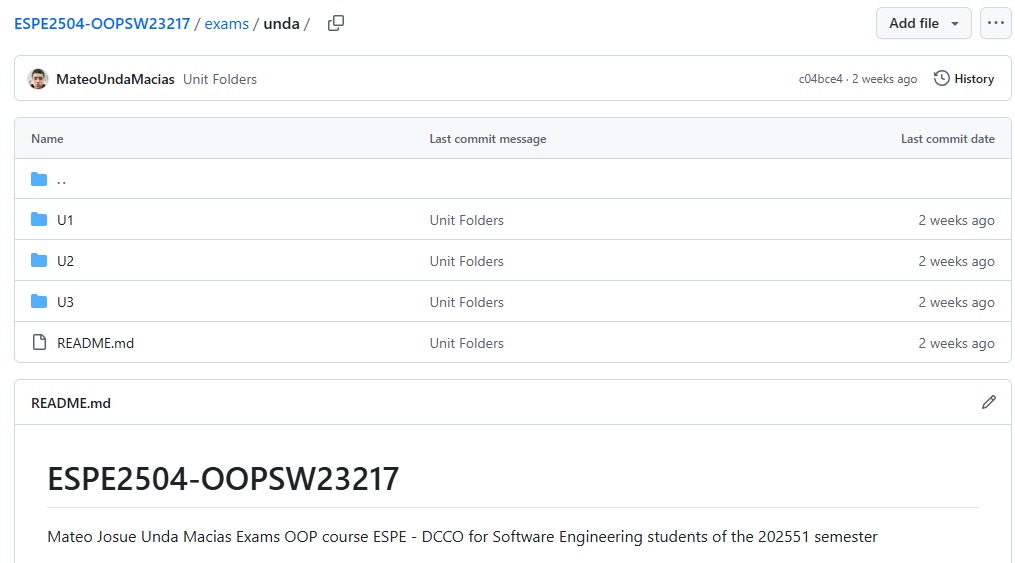 ESPE2504-OOPSW23217 / exams / unda /
Add file
MateoUndaMacias Unit Folders c04bce4 · 2 weeks ago History
Name Last commit message Last commit date
..
U1 Unit Folders 2 weeks ago
U2 Unit Folders 2 weeks ago
U3 Unit Folders 2 weeks ago
README.md Unit Folders 2 weeks ago
README.md
ESPE2504-OOPSW23217
Mateo Josue Unda Macias Exams OOP course ESPE - DCCO for Software Engineering students of the 202551 semester